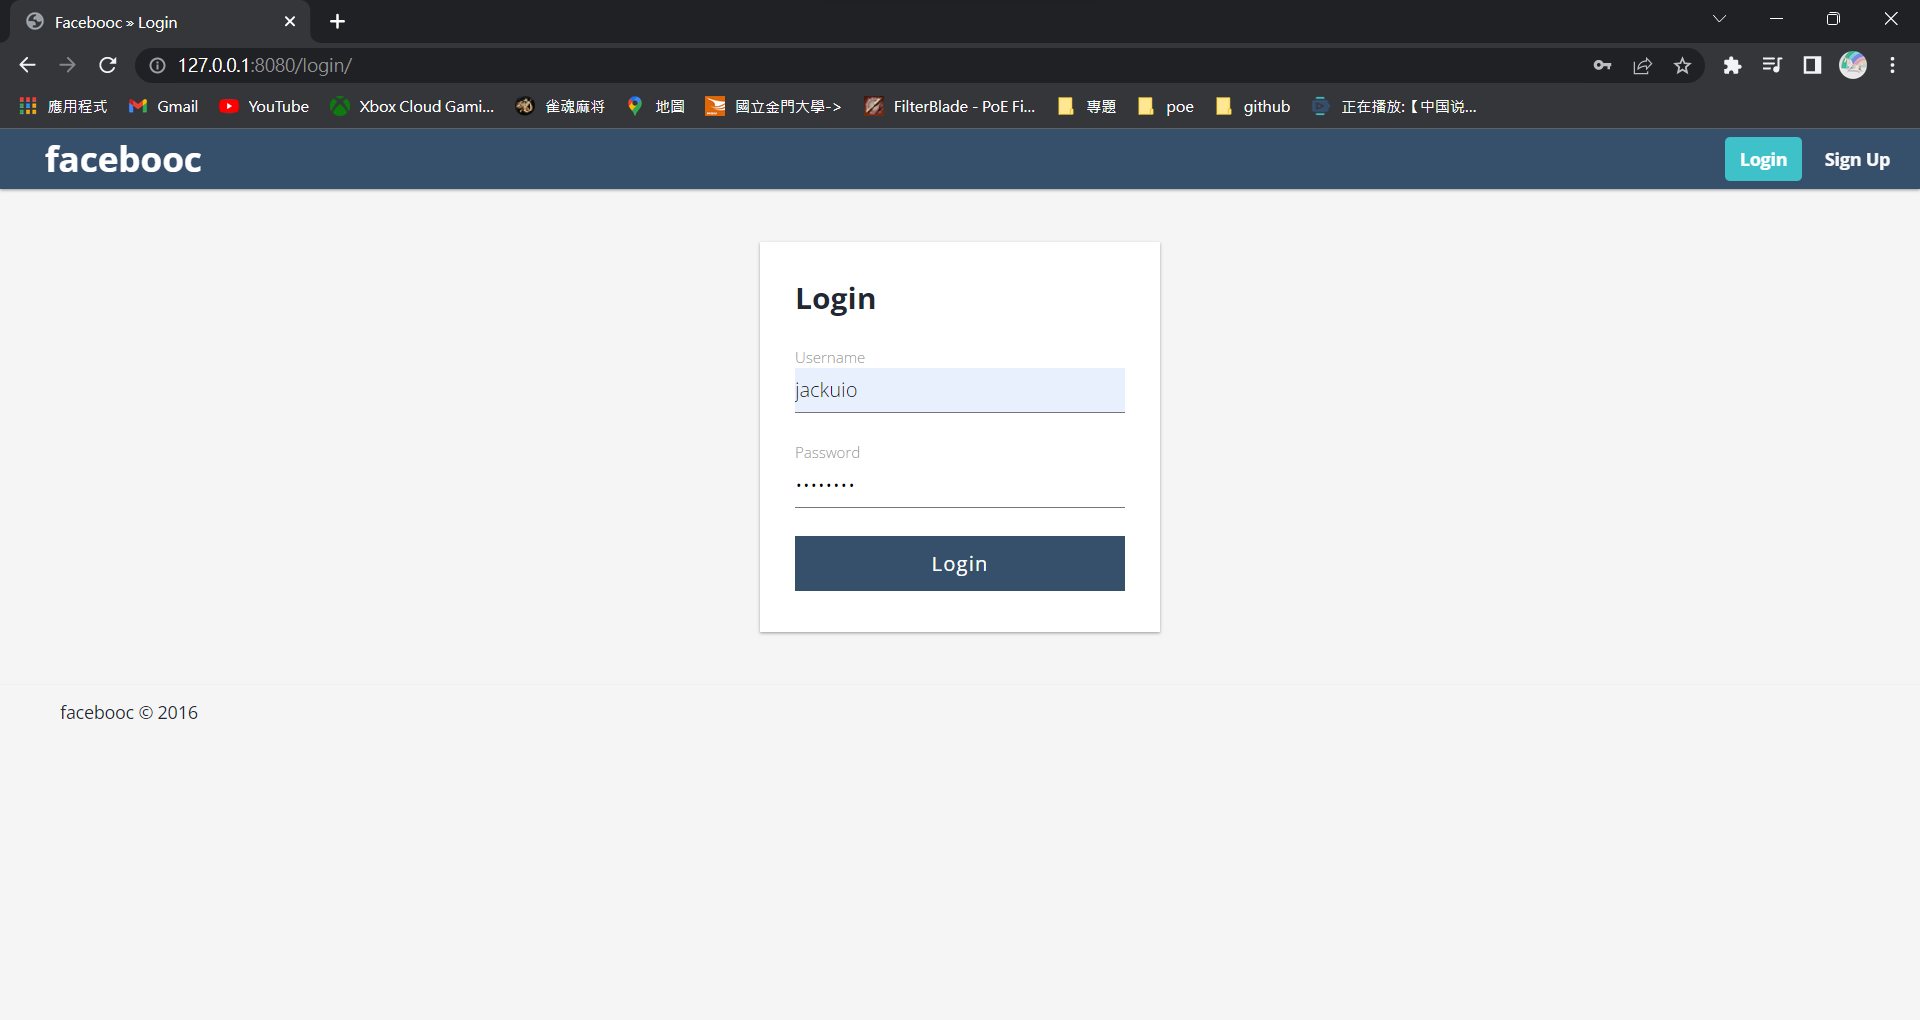 Facebooc » Login
127.0.0.1:8080/login/
應用程式 Gmail YouTube Xbox Cloud Gami... 雀魂麻将 地圖 國立金門大學-> FilterBlade - PoE Fi... 專題 poe github 正在播放:【中国说...
facebooc Login Sign Up
Login
Username
jackuio
Password
••••••••
Login
facebooc © 2016